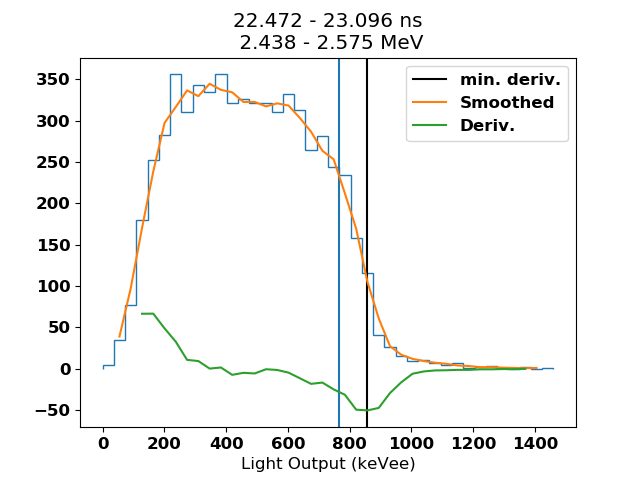 22.472 - 23.096 ns
2.438 - 2.575 MeV
min. deriv.
Smoothed
Deriv.
350
300
250
200
150
100
50
0
−50
0 200 400 600 800 1000 1200 1400
Light Output (keVee)